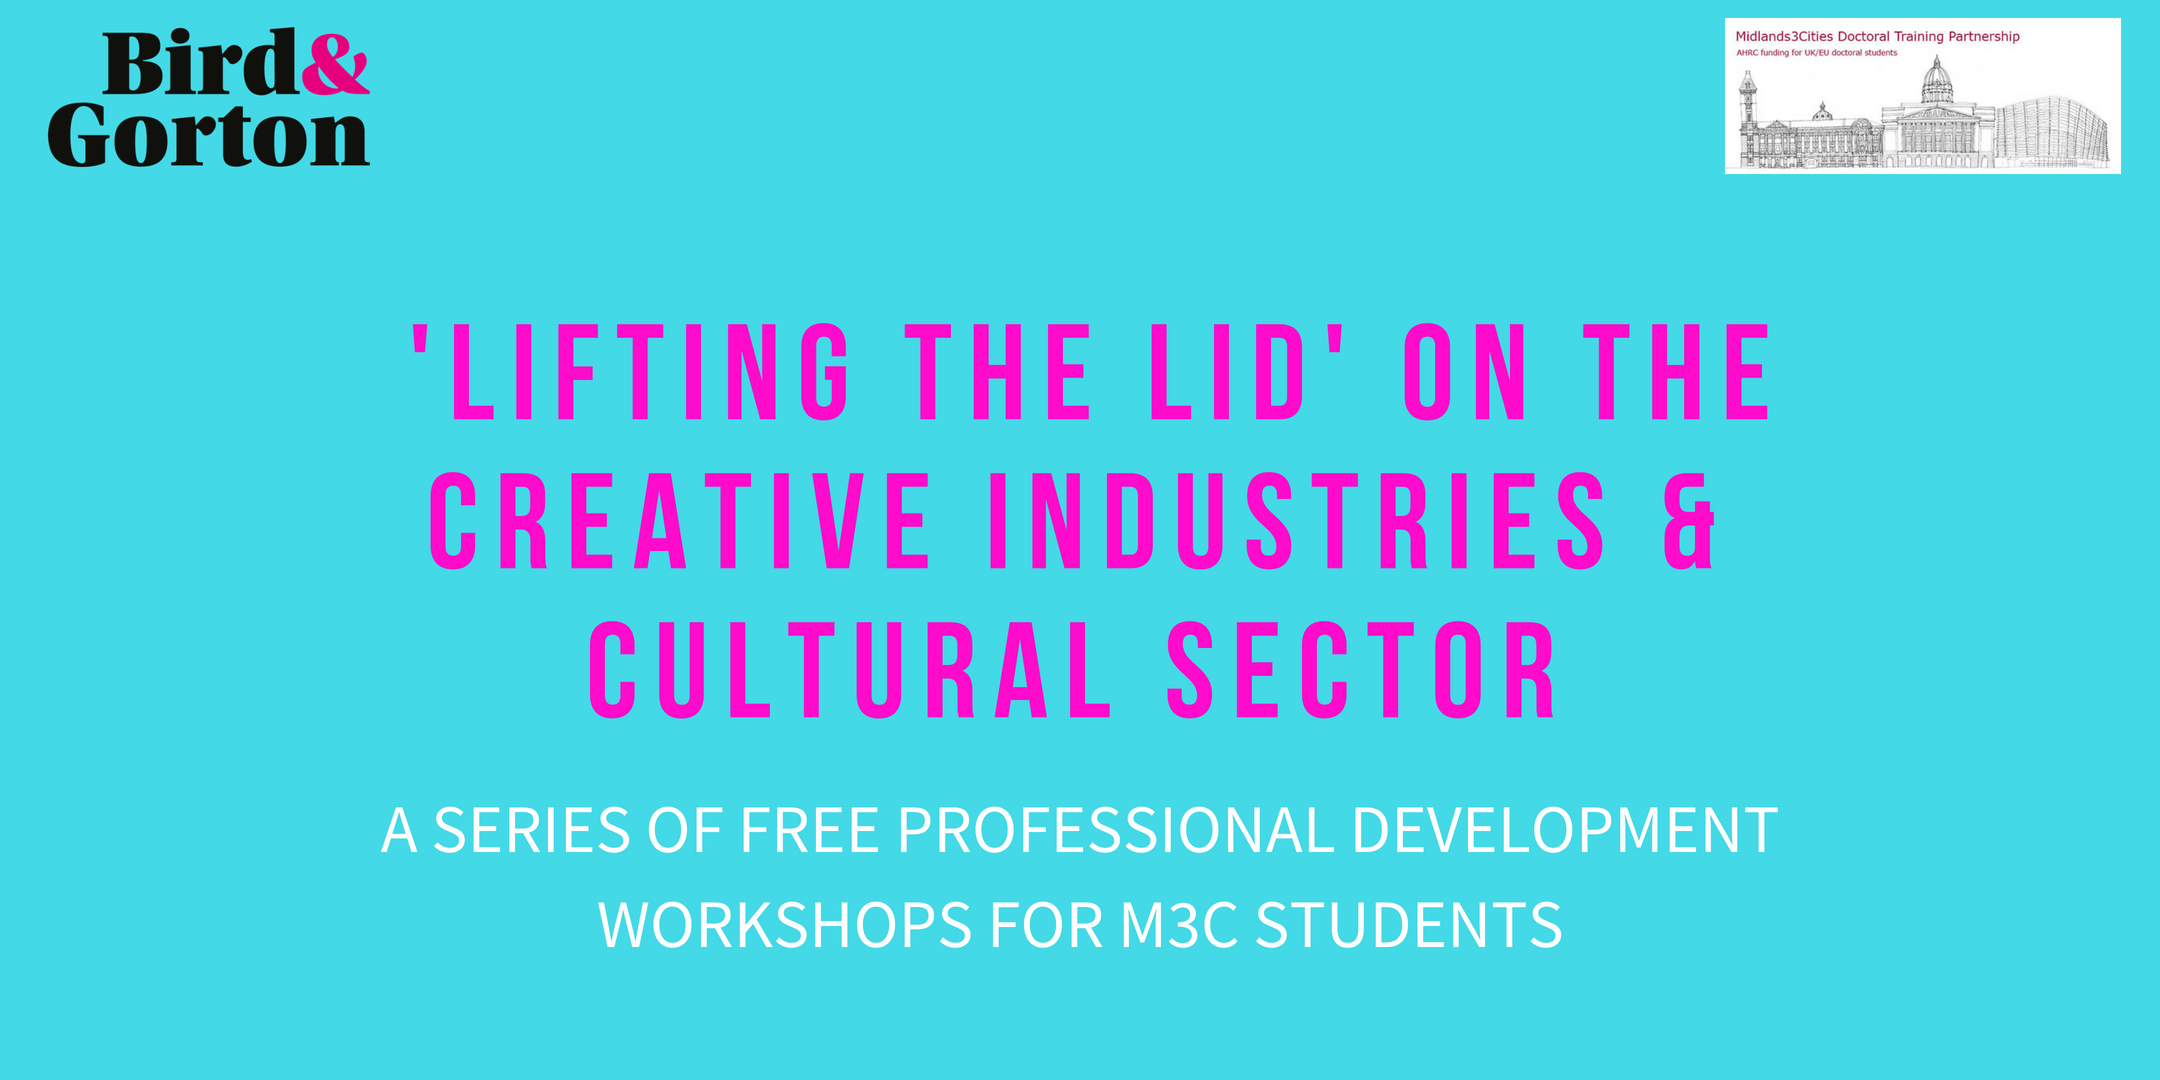 Bird&
Gorton
Midlands3Cities Doctoral Training Partnership
AHRC funding for UK/EU doctoral students
'LIFTING THE LID' ON THE
CREATIVE INDUSTRIES &
CULTURAL SECTOR
A SERIES OF FREE PROFESSIONAL DEVELOPMENT
WORKSHOPS FOR M3C STUDENTS